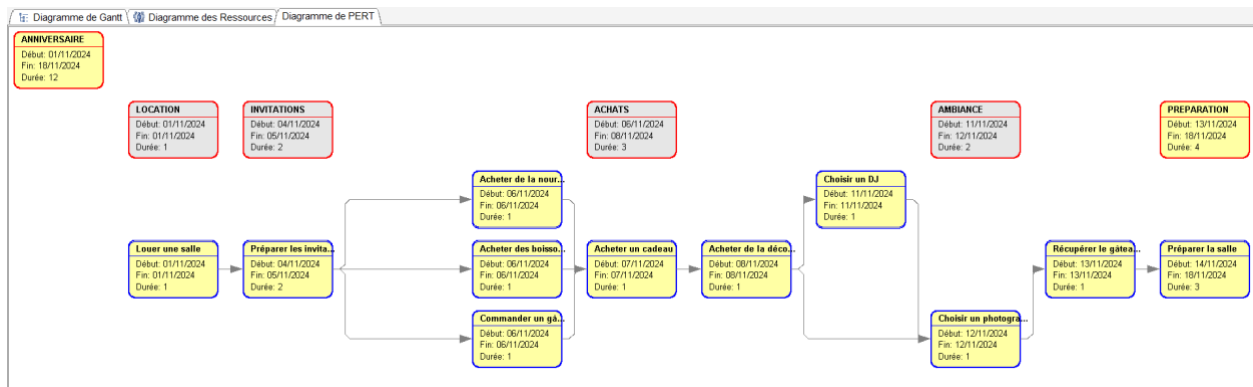 Diagramme de Gantt
Diagramme des Ressources
Diagramme de PERT
ANNIVERSAIRE
Début: 01/11/2024
Fin: 18/11/2024
Durée: 12
LOCATION
Début: 01/11/2024
Fin: 01/11/2024
Durée: 1
INVITATIONS
Début: 04/11/2024
Fin: 05/11/2024
Durée: 2
ACHATS
Début: 06/11/2024
Fin: 08/11/2024
Durée: 3
AMBIANCE
Début: 11/11/2024
Fin: 12/11/2024
Durée: 2
PREPARATION
Début: 13/11/2024
Fin: 18/11/2024
Durée: 4
Acheter de la nour...
Début: 06/11/2024
Fin: 06/11/2024
Durée: 1
Choisir un DJ
Début: 11/11/2024
Fin: 11/11/2024
Durée: 1
Louer une salle
Début: 01/11/2024
Fin: 01/11/2024
Durée: 1
Préparer les invita...
Début: 04/11/2024
Fin: 05/11/2024
Durée: 2
Acheter des boisso...
Début: 06/11/2024
Fin: 06/11/2024
Durée: 1
Acheter un cadeau
Début: 07/11/2024
Fin: 07/11/2024
Durée: 1
Acheter de la déco...
Début: 08/11/2024
Fin: 08/11/2024
Durée: 1
Récupérer le gâtea...
Début: 13/11/2024
Fin: 13/11/2024
Durée: 1
Préparer la salle
Début: 14/11/2024
Fin: 18/11/2024
Durée: 3
Commander un gâ...
Début: 06/11/2024
Fin: 06/11/2024
Durée: 1
Choisir un photogra...
Début: 12/11/2024
Fin: 12/11/2024
Durée: 1